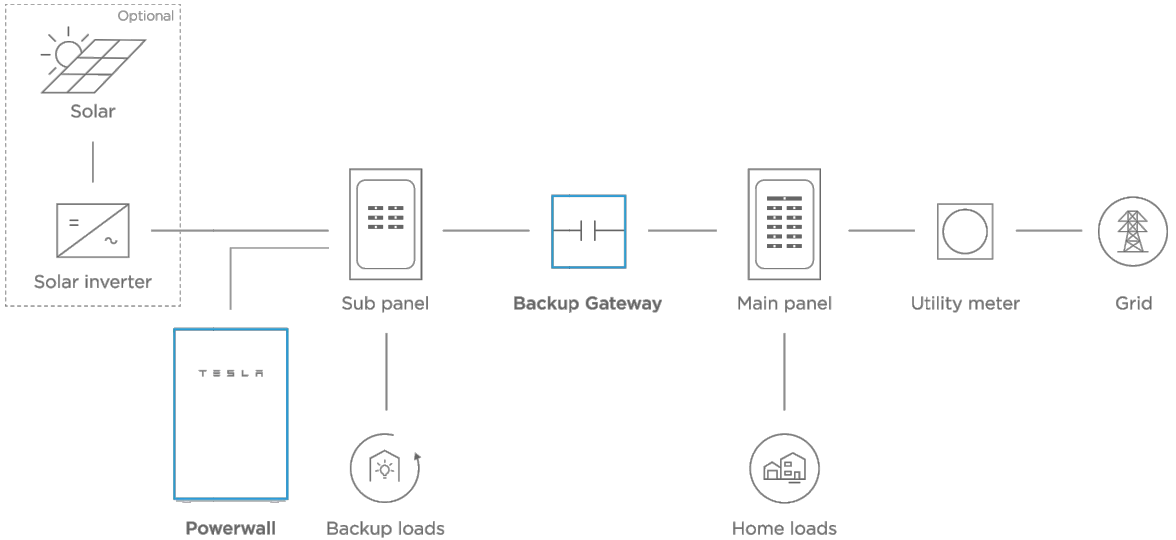 Optional
Solar
Solar inverter
Sub panel
Backup Gateway
Main panel
Utility meter
Grid
TESLA
Powerwall
Backup loads
Home loads